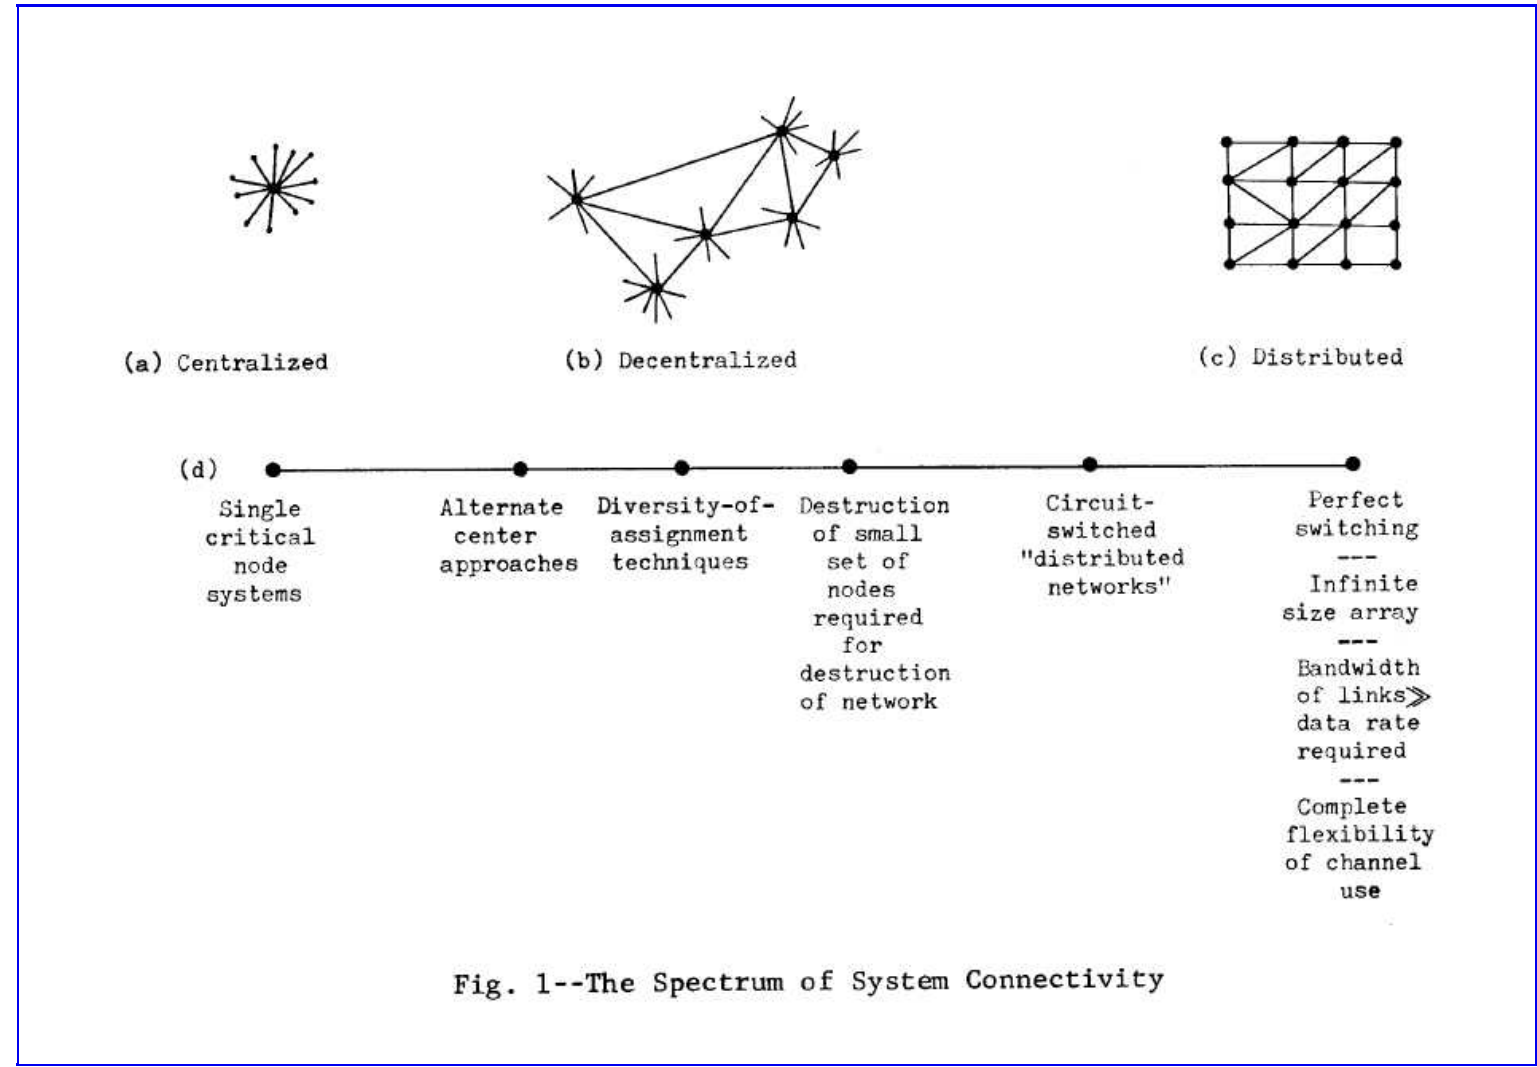 (a) Centralized
(b) Decentralized
(c) Distributed
(d)
Single
critical
node
systems
Alternate
center
approaches
Diversity-of-
assignment
techniques
Destruction
of small
set of
nodes
required
for
destruction
of network
Circuit-
switched
"distributed
networks"
Perfect
switching
---
Infinite
size array
---
Bandwidth
of links≫
data rate
required
---
Complete
flexibility
of channel
use
Fig. 1--The Spectrum of System Connectivity